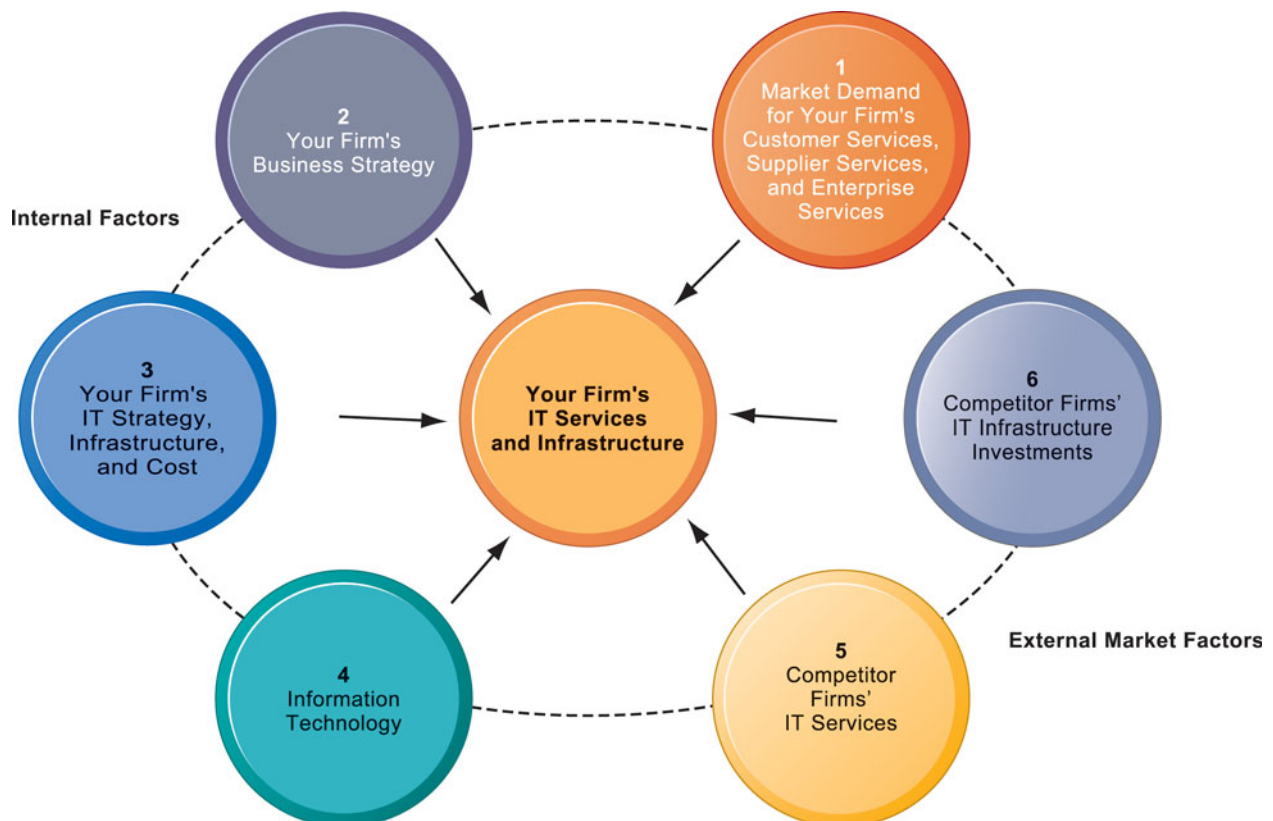 1
Market Demand
for Your Firm's
Customer Services,
Supplier Services,
and Enterprise
Services
2
Your Firm's
Business Strategy
Internal Factors
3
Your Firm's
IT Strategy,
Infrastructure,
and Cost
Your Firm's
IT Services
and Infrastructure
6
Competitor Firms’
IT Infrastructure
Investments
4
Information
Technology
5
Competitor
Firms’
IT Services
External Market Factors